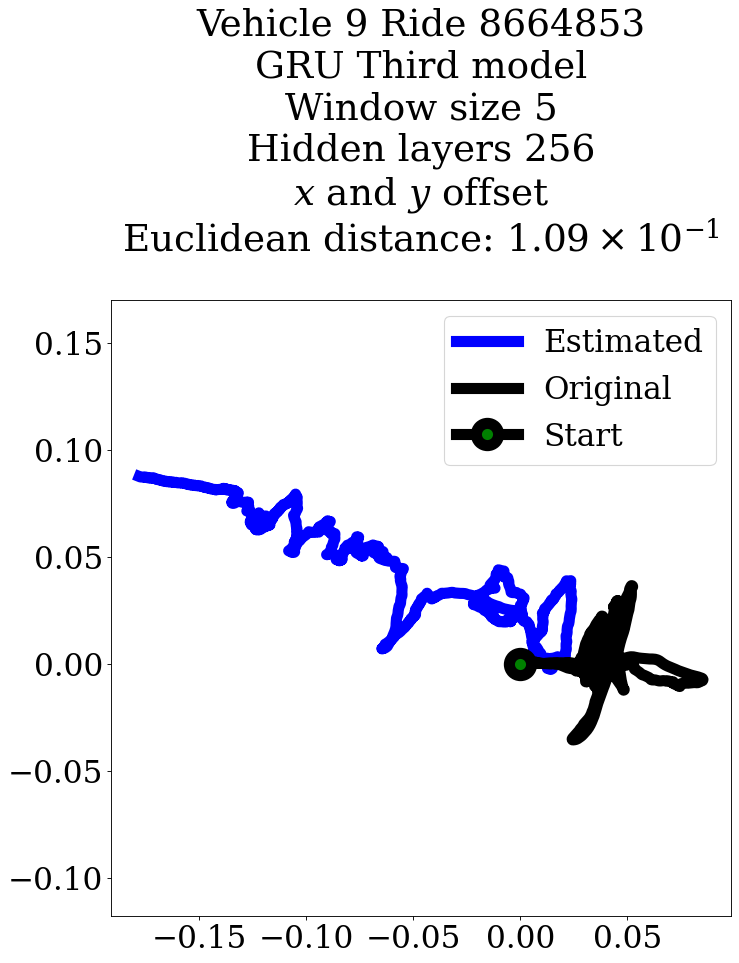 Vehicle 9 Ride 8664853
GRU Third model
Window size 5
Hidden layers 256
x and y offset
Euclidean distance: 1.09 × 10⁻¹
Estimated
Original
Start
0.15
0.10
0.05
0.00
−0.05
−0.10
−0.15 −0.10 −0.05 0.00 0.05